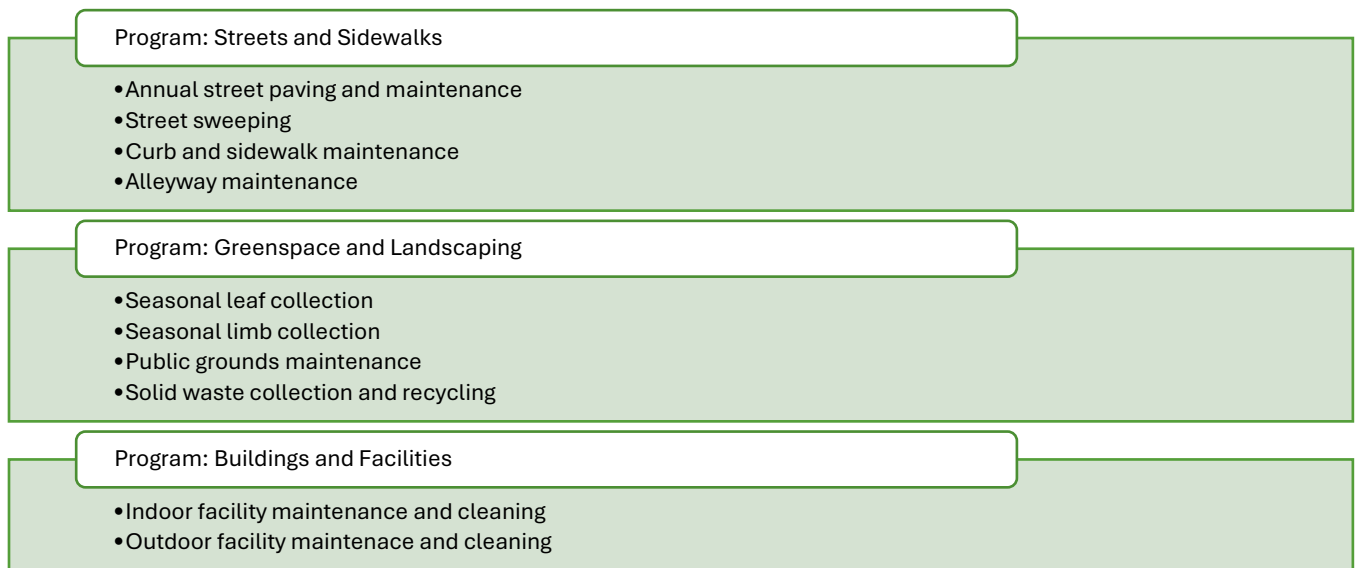 Program: Streets and Sidewalks
•Annual street paving and maintenance
•Street sweeping
•Curb and sidewalk maintenance
•Alleyway maintenance
Program: Greenspace and Landscaping
•Seasonal leaf collection
•Seasonal limb collection
•Public grounds maintenance
•Solid waste collection and recycling
Program: Buildings and Facilities
•Indoor facility maintenance and cleaning
•Outdoor facility maintenace and cleaning